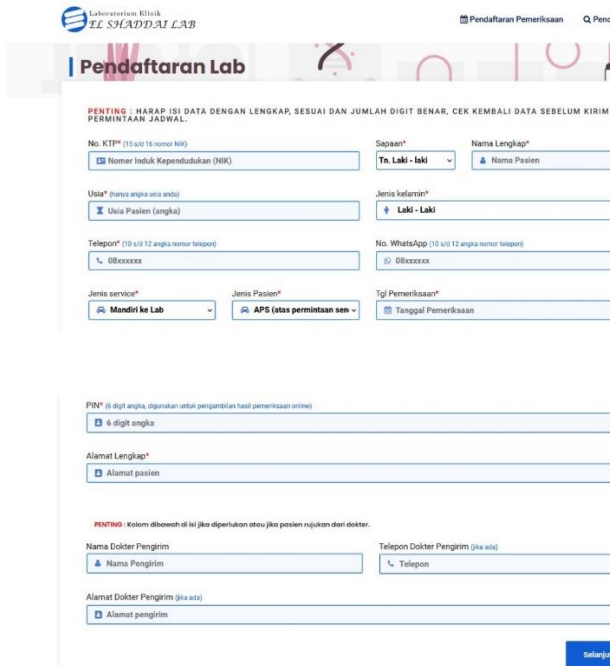 Laboratorium Klinik
EL SHADDAI LAB
Pendaftaran Pemeriksaan
Pendaftaran Lab
PENTING : HARAP ISI DATA DENGAN LENGKAP, SESUAI DAN JUMLAH DIGIT BENAR, CEK KEMBALI DATA SEBELUM KIRIM
PERMINTAAN JADWAL.
No. KTP* (15 s/d 16 nomor NIK)
Sapaan* Nama Lengkap*
Nomer Induk Kependudukan (NIK)
Tn. Laki - laki Nama Pasien
Usia* (hanya angka usia anda)
Jenis kelamin*
Usia Pasien (angka)
Laki - Laki
Telepon* (10 s/d 12 angka nomor telepon)
No. WhatsApp (10 s/d 12 angka nomor telepon)
08xxxxxx
08xxxxxx
Jenis service* Jenis Pasien* Tgl Pemeriksaan*
Mandiri ke Lab APS (atas permintaan sen Tanggal Pemeriksaan
PIN* (6 digit angka, digunakan untuk pengambilan hasil pemeriksaan online)
6 digit angka
Alamat Lengkap*
Alamat pasien
PENTING : Kolom dibawah di isi jika diperlukan atau jika pasien rujukan dari dokter.
Nama Dokter Pengirim Telepon Dokter Pengirim (jika ada)
Nama Pengirim Telepon
Alamat Dokter Pengirim (jika ada)
Alamat pengirim